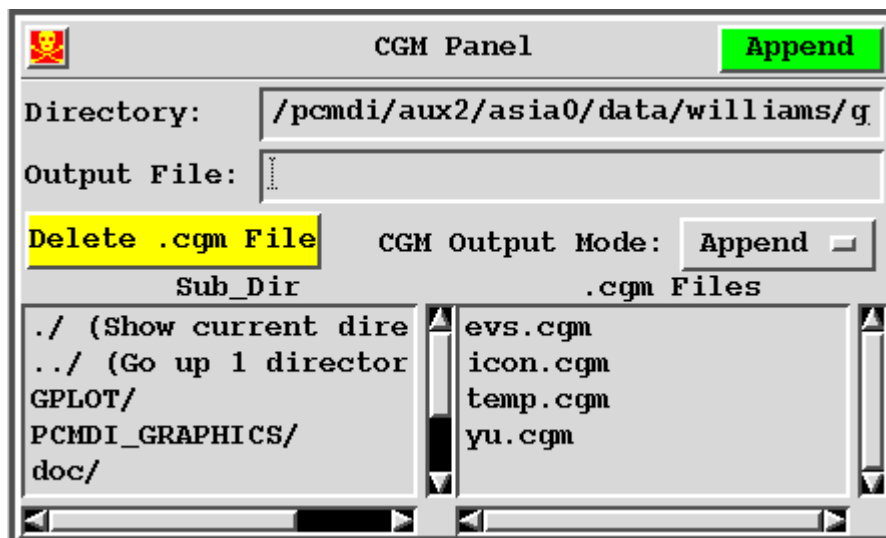 CGM Panel Append
Directory: /pcmdi/aux2/asia0/data/williams/g
Output File:
Delete .cgm File CGM Output Mode: Append
Sub_Dir .cgm Files
./ (Show current dire
../ (Go up 1 director
GPLOT/
PCMDI_GRAPHICS/
doc/
evs.cgm
icon.cgm
temp.cgm
yu.cgm